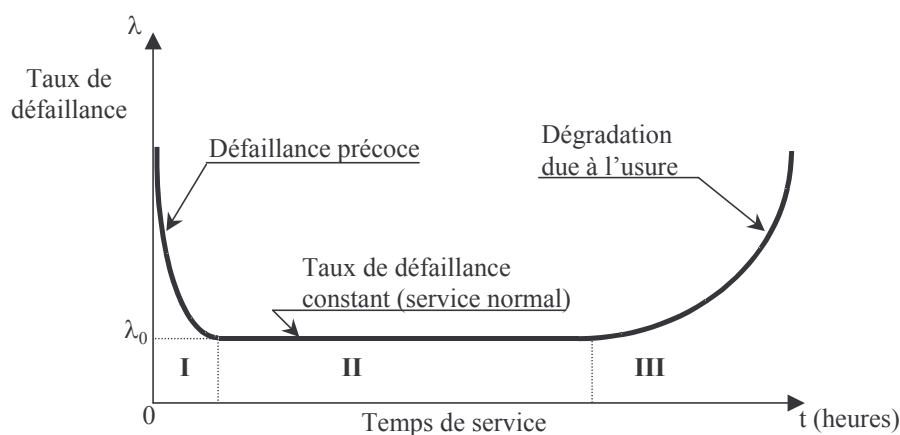 λ
Taux de
défaillance
Défaillance précoce
Dégradation
due à l’usure
Taux de défaillance
constant (service normal)
λ0
I
II
III
0
Temps de service
t (heures)